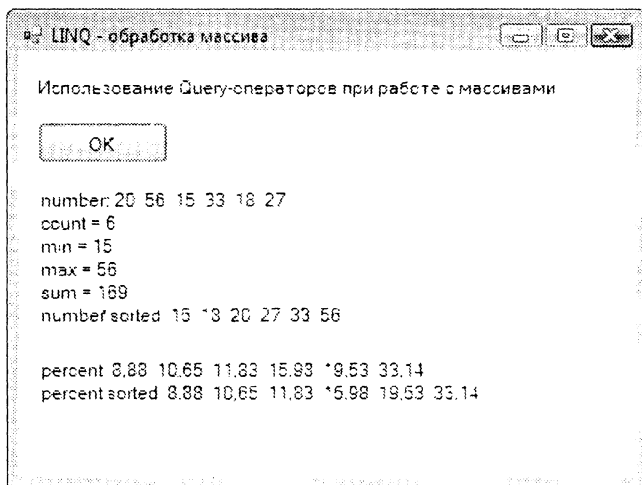 LINQ - обработка массива
Использование Query-операторов при работе с массивами
OK
number: 20 56 15 33 18 27
count = 6
min = 15
max = 56
sum = 169
number sorted 15 18 20 27 33 56
percent 8,88 10,65 11,83 15,98 19,53 33,14
percent sorted 8,88 10,65 11,83 15,98 19,53 33,14